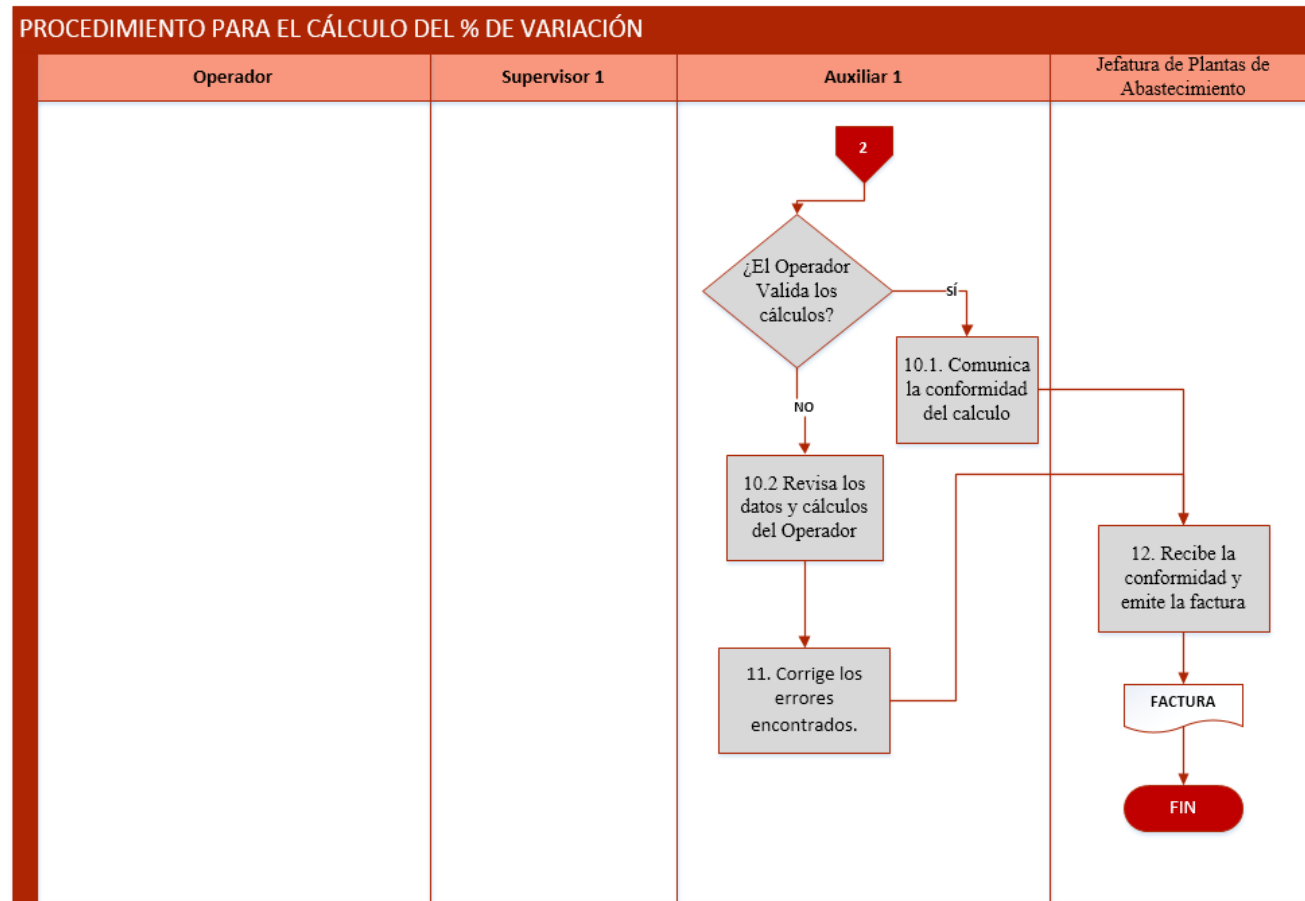 PROCEDIMIENTO PARA EL CÁLCULO DEL % DE VARIACIÓN
Operador
Supervisor 1
Auxiliar 1
Jefatura de Plantas de
Abastecimiento
2
¿El Operador
Valida los
cálculos?
SÍ
10.1. Comunica
la conformidad
del calculo
NO
10.2 Revisa los
datos y cálculos
del Operador
11. Corrige los
errores
encontrados.
12. Recibe la
conformidad y
emite la factura
FACTURA
FIN